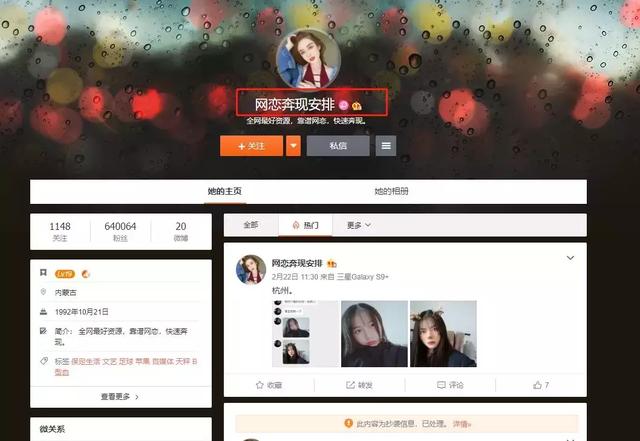 网恋奔现安排
全网最好资源，靠谱网恋，快速奔现。
+关注
私信
她的主页
她的相册
1148
关注
640064
粉丝
20
微博
全部
热门
更多
Lv.19
内蒙古
1992年10月21日
简介： 全网最好资源，靠谱网恋，快速奔现。
标签 保定生活 文艺 足球 苹果 自媒体 天秤 B型血
查看更多 >
微关系
网恋奔现安排
2月22日 11:30 来自 三星Galaxy S9+
杭州。
收藏
转发
评论
7
此内容为抄袭信息，已处理。 详情»